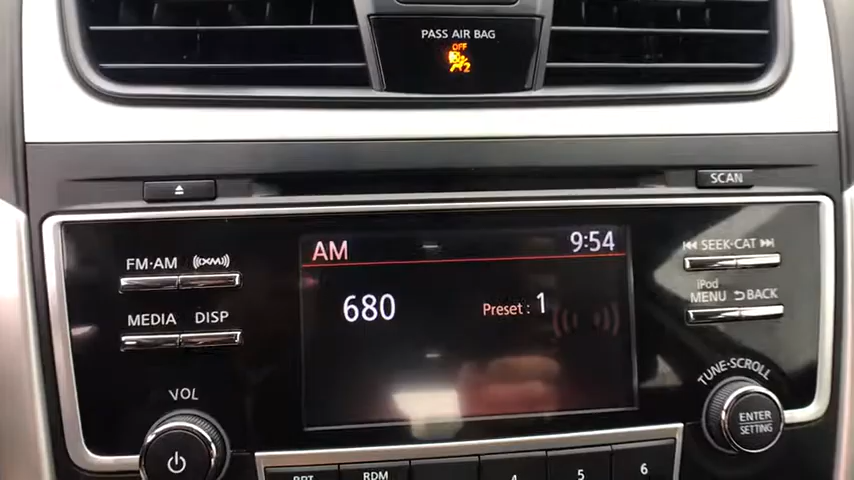 PASS AIR BAG
OFF
2
SCAN
FM·AM
(XM)
AM
9:54
SEEK·CAT
MEDIA
DISP
680
Preset : 1
iPod
MENU
BACK
VOL
TUNE·SCROLL
ENTER
SETTING
RPT
RDM
4
5
6